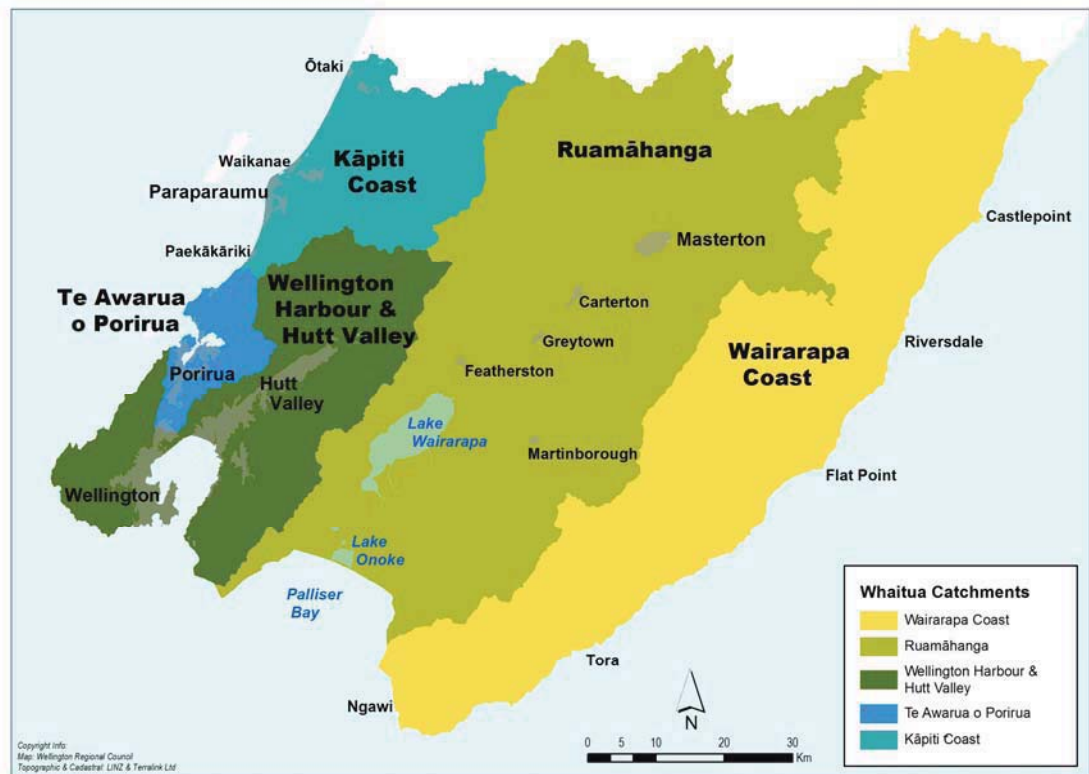 Ōtaki
Waikanae
Paraparaumu
Paekākāriki
Kāpiti
Coast
Ruamāhanga
Masterton
Castlepoint
Te Awarua
o Porirua
Wellington
Harbour &
Hutt Valley
Carterton
Greytown
Featherston
Riversdale
Wairarapa
Coast
Porirua
Hutt
Valley
Lake
Wairarapa
Martinborough
Flat Point
Wellington
Lake
Onoke
Palliser
Bay
Tora
Ngawi
N
0 5 10 20 30
Km
Whaitua Catchments
Wairarapa Coast
Ruamāhanga
Wellington Harbour &
Hutt Valley
Te Awarua o Porirua
Kāpiti Coast
Copyright Info:
Map: Wellington Regional Council
Topographic & Cadastral: LINZ & Terralink Ltd